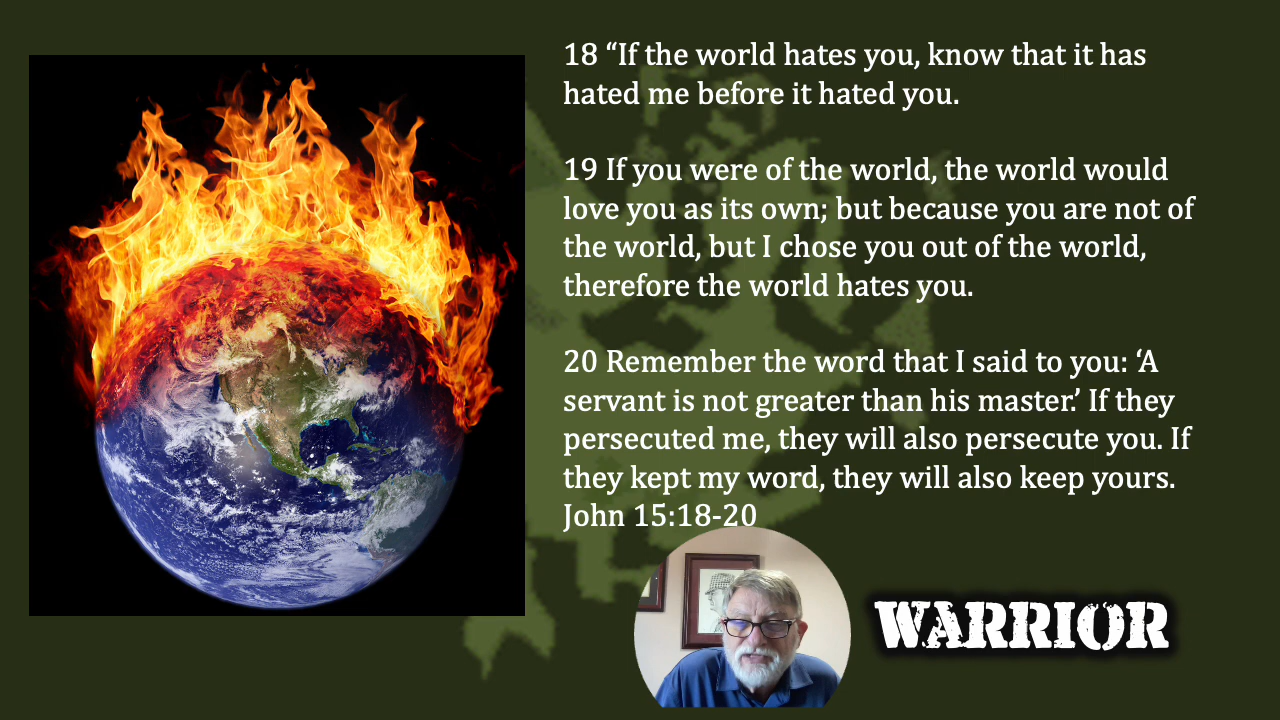 18 “If the world hates you, know that it has
hated me before it hated you.
19 If you were of the world, the world would
love you as its own; but because you are not of
the world, but I chose you out of the world,
therefore the world hates you.
20 Remember the word that I said to you: ‘A
servant is not greater than his master.’ If they
persecuted me, they will also persecute you. If
they kept my word, they will also keep yours.
John 15:18-20
WARRIOR